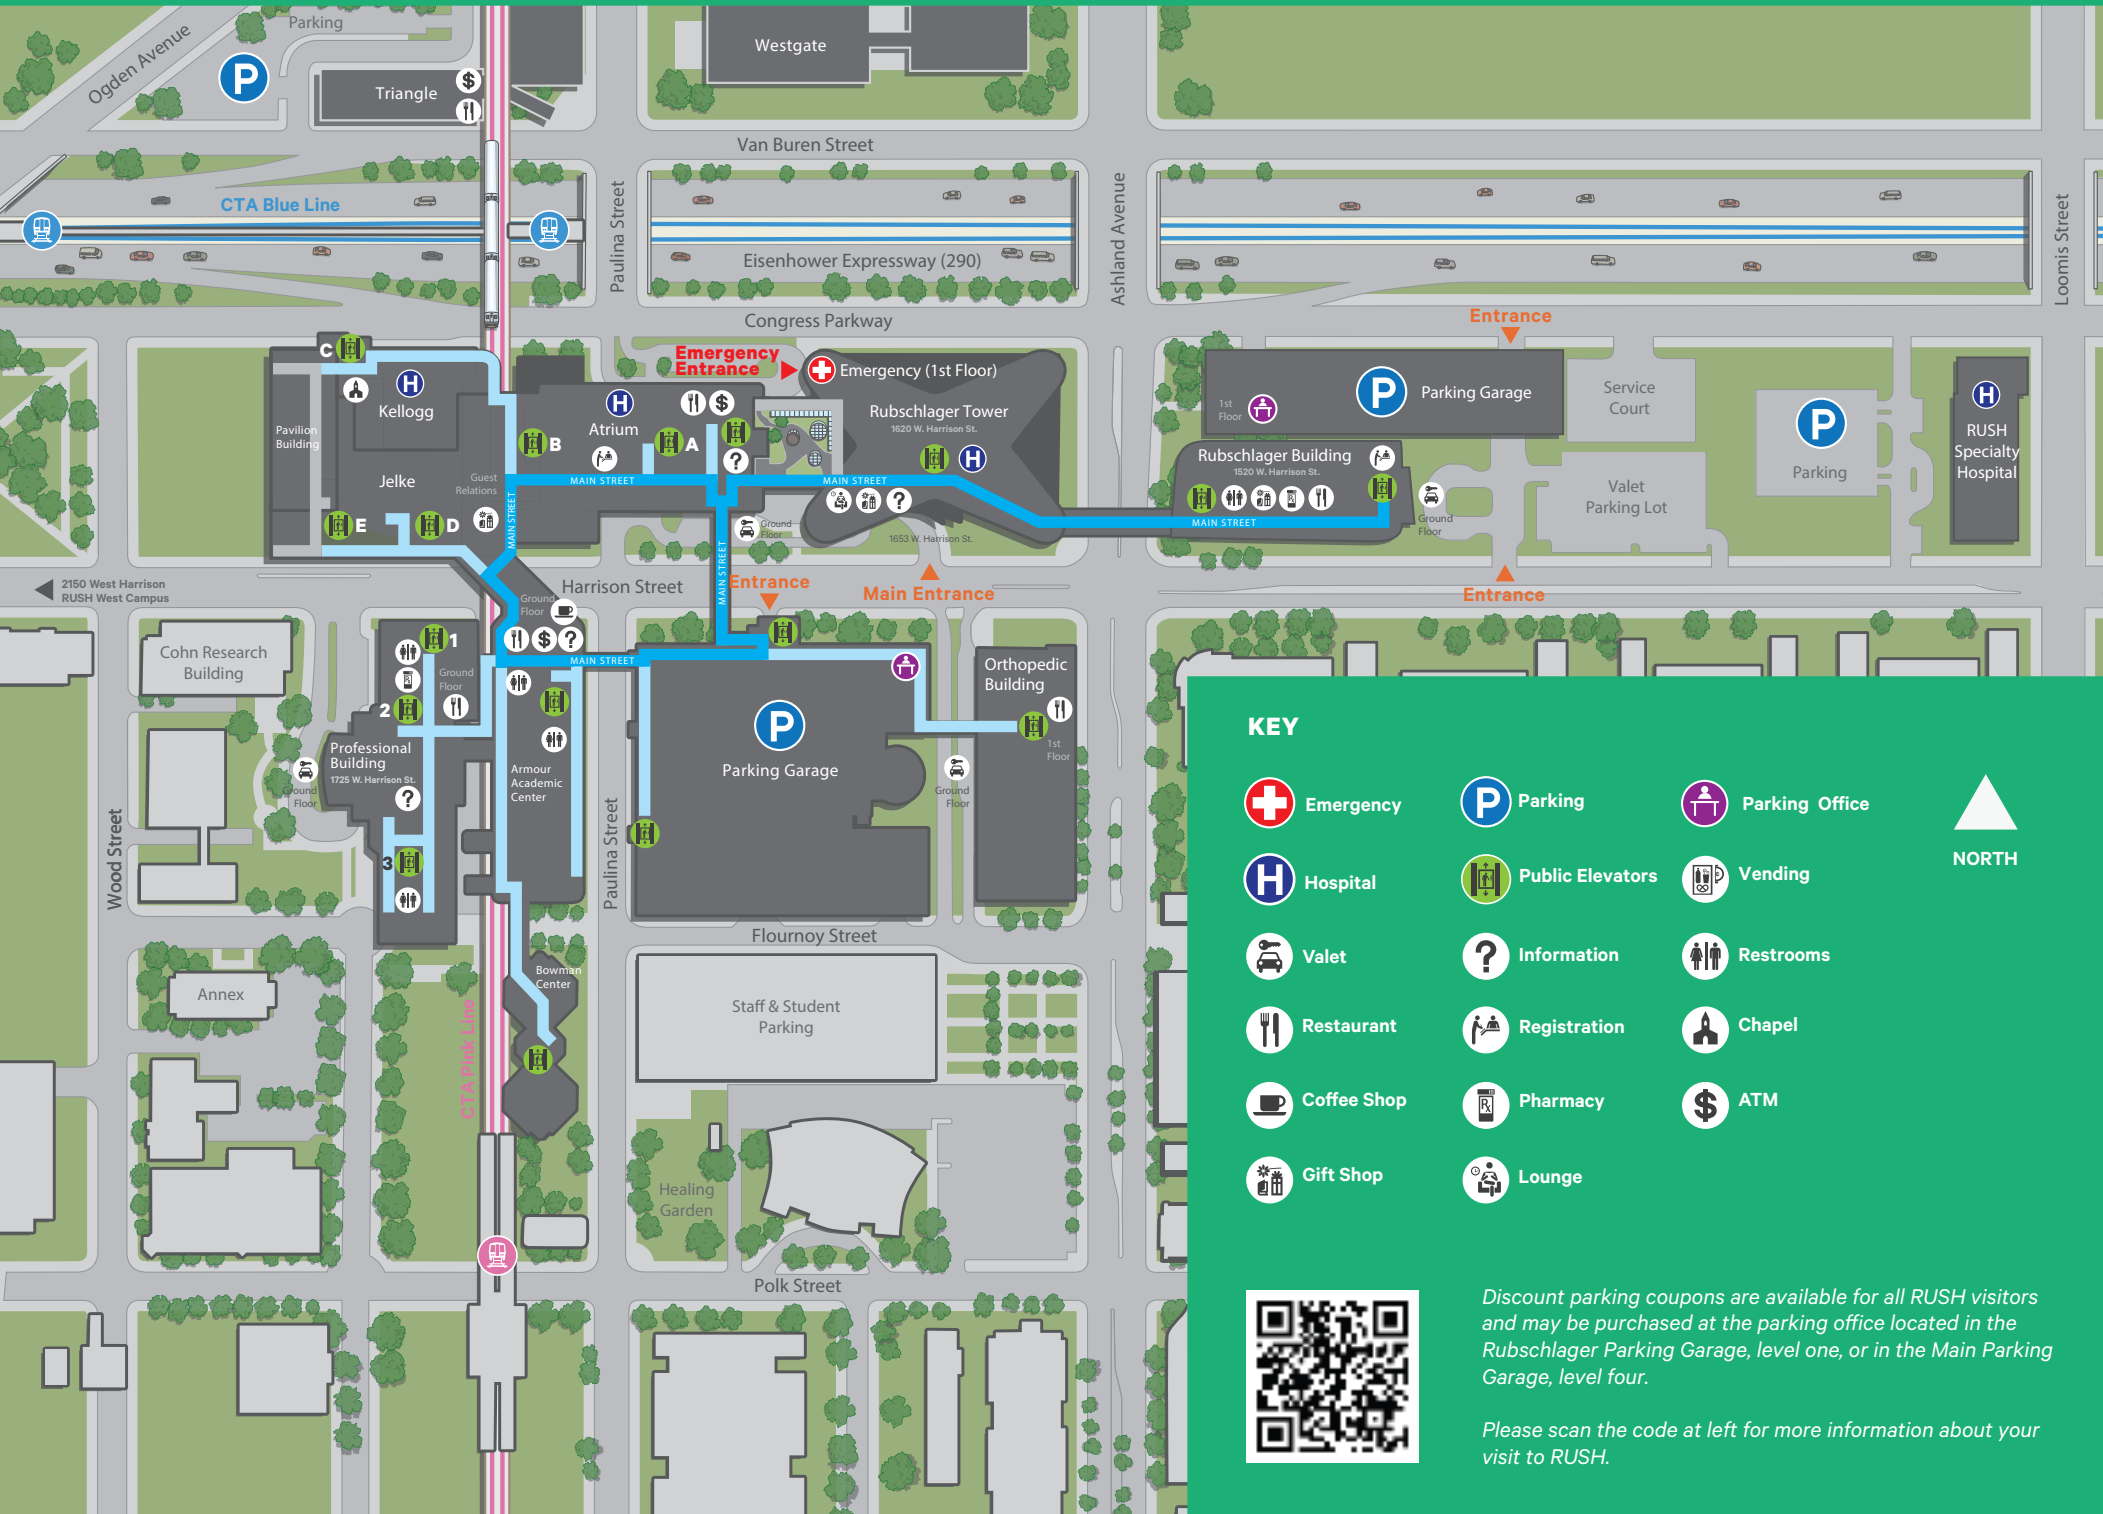 Parking
Ogden Avenue
P
Triangle
$
Westgate
Van Buren Street
CTA Blue Line
Paulina Street
Ashland Avenue
Loomis Street
Eisenhower Expressway (290)
Congress Parkway
Entrance
Emergency
Entrance
Emergency (1st Floor)
C
H
Kellogg
Pavilion
Building
Jelke
Guest
Relations
E
D
B
H
Atrium
A
$
?
MAIN STREET
MAIN STREET
MAIN STREET
MAIN STREET
Rubschlager Tower
1620 W. Harrison St.
H
?
Ground
Floor
1653 W. Harrison St.
1st
Floor
P
Parking Garage
Service
Court
Rubschlager Building
1520 W. Harrison St.
MAIN STREET
Ground
Floor
Valet
Parking Lot
P
Parking
H
RUSH
Specialty
Hospital
2150 West Harrison
RUSH West Campus
Harrison Street
Entrance
Main Entrance
Entrance
Ground
Floor
$
?
MAIN STREET
Cohn Research
Building
1
Ground
Floor
2
Professional
Building
1725 W. Harrison St.
?
Ground
Floor
3
Armour
Academic
Center
P
Parking Garage
Orthopedic
Building
1st
Floor
Ground
Floor
Wood Street
Paulina Street
Flournoy Street
Annex
Bowman
Center
CTA Pink Line
Staff & Student
Parking
Healing
Garden
Polk Street
KEY
Emergency
P
Parking
Parking Office
NORTH
H
Hospital
Public Elevators
Vending
Valet
?
Information
Restrooms
Restaurant
Registration
Chapel
Coffee Shop
Rx
Pharmacy
$
ATM
Gift Shop
Lounge
Discount parking coupons are available for all RUSH visitors
and may be purchased at the parking office located in the
Rubschlager Parking Garage, level one, or in the Main Parking
Garage, level four.
Please scan the code at left for more information about your
visit to RUSH.